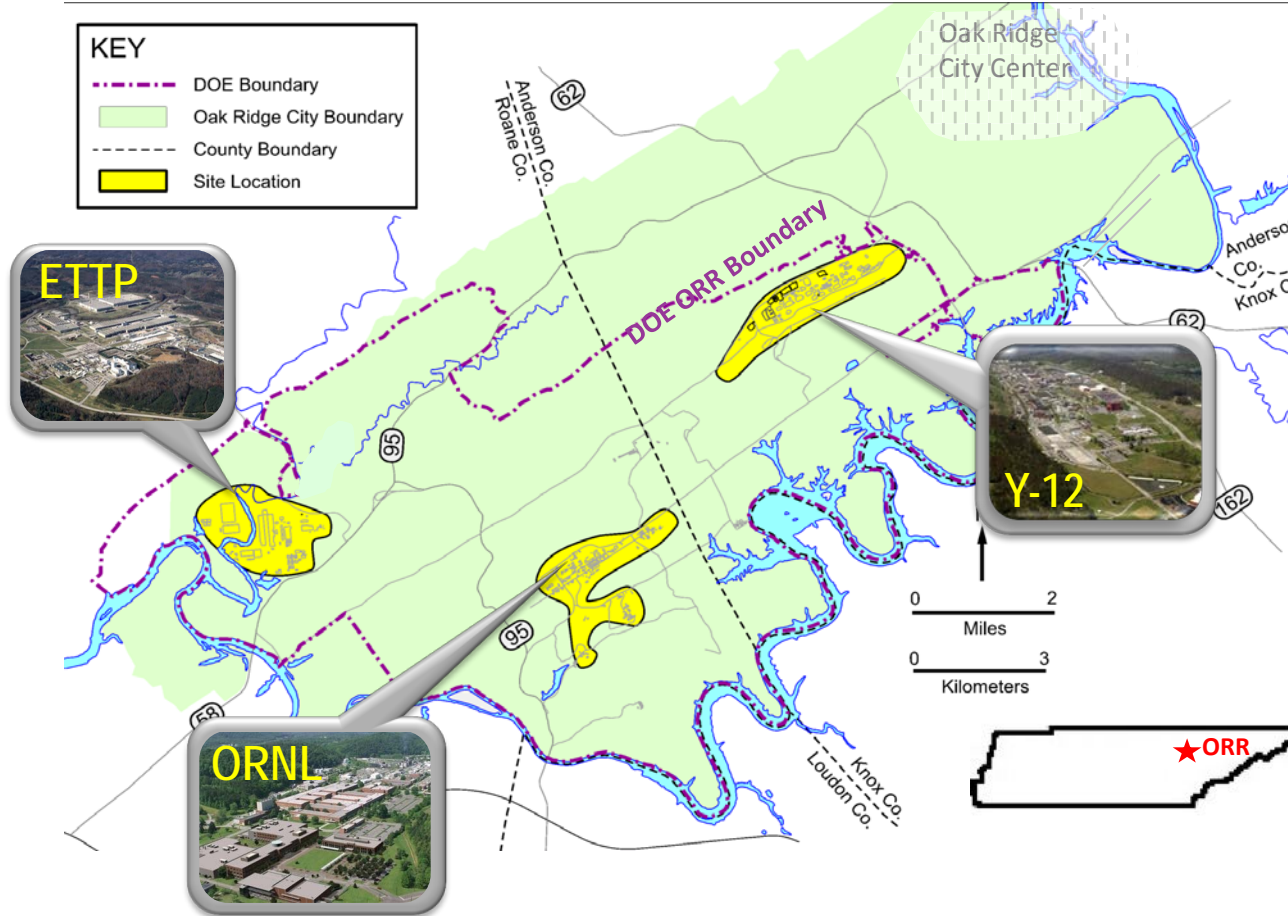 KEY
DOE Boundary
Oak Ridge City Boundary
County Boundary
Site Location
Oak Ridge
City Center
62
Anderson Co.
Roane Co.
DOE ORR Boundary
Anderson
Co.
Knox C
62
ETTP
95
Y-12
162
95
0 2
Miles
0 3
Kilometers
58
ORNL
Knox Co.
Loudon Co.
ORR